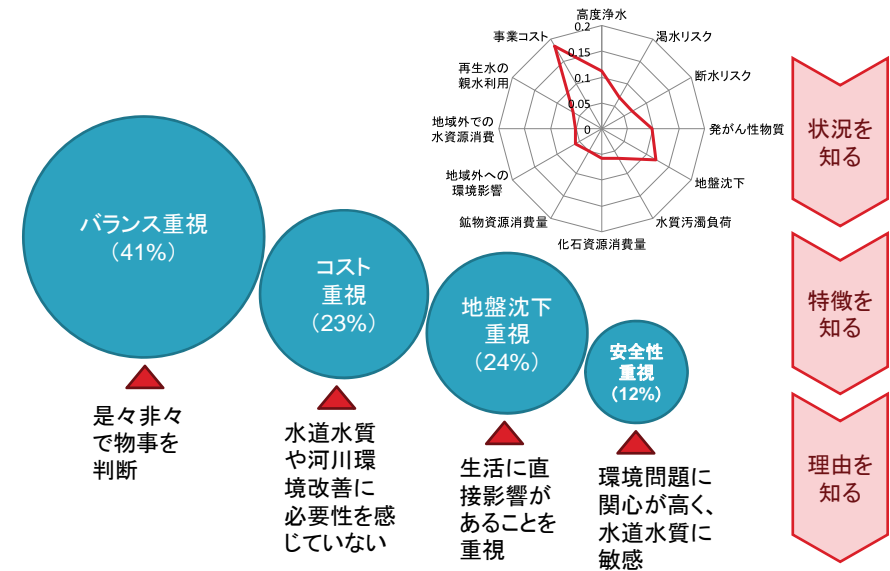 高度浄水
渇水リスク
断水リスク
発がん性物質
地盤沈下
水質汚濁負荷
化石資源消費量
鉱物資源消費量
地域外への
環境影響
地域外での
水資源消費
再生水の
親水利用
事業コスト
0.2
0.15
0.1
0.05
0
バランス重視
(41%)
コスト
重視
(23%)
地盤沈下
重視
(24%)
安全性
重視
(12%)
是々非々
で物事を
判断
水道水質
や河川環
境改善に
必要性を感
じていない
生活に直
接影響が
あることを
重視
環境問題に
関心が高く、
水道水質に
敏感
状況を
知る
特徴を
知る
理由を
知る